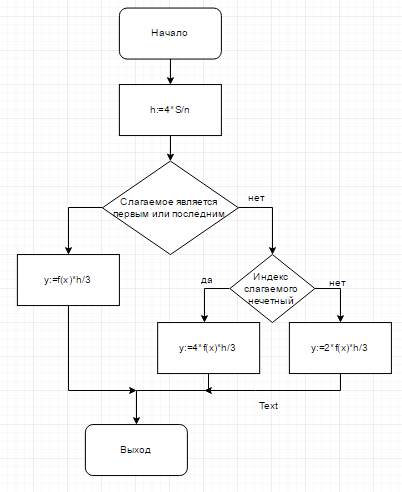 Начало
h:=4*S/n
Слагаемое является
первым или последним
нет
y:=f(x)*h/3
Индекс
слагаемого
нечетный
да
нет
y:=4*f(x)*h/3
y:=2*f(x)*h/3
Text
Выход